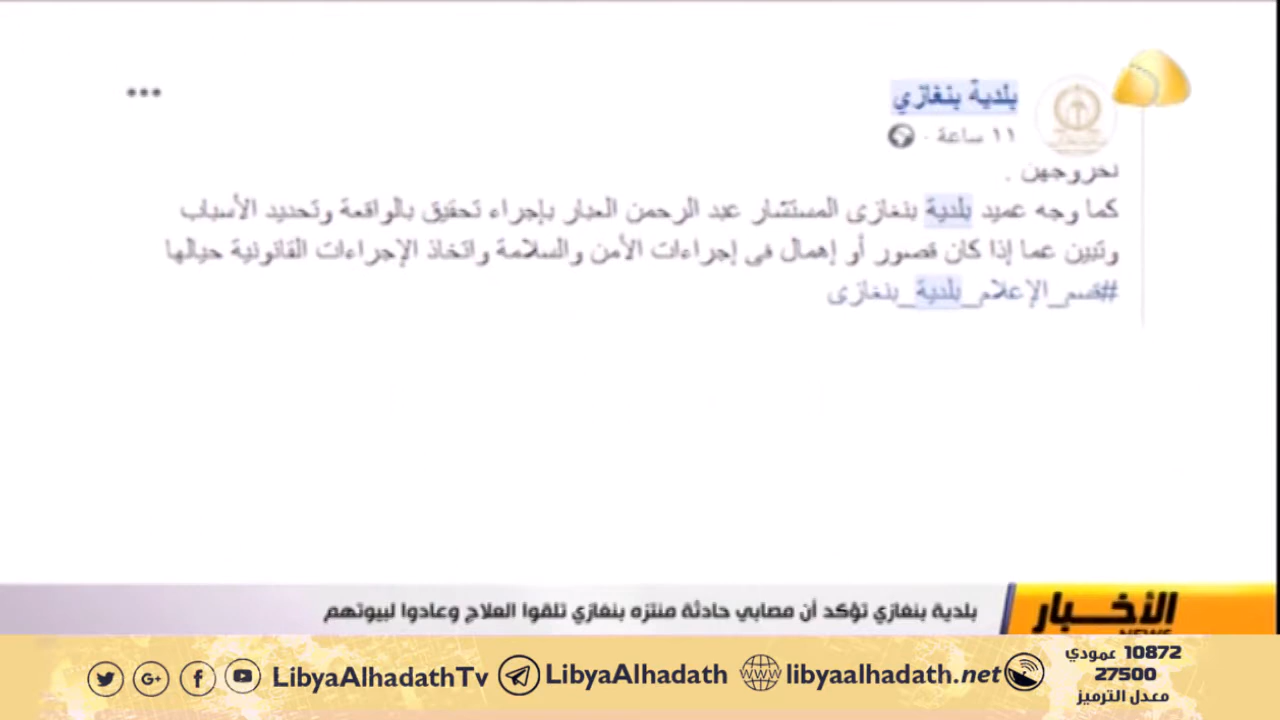 بلدية بنغازي
١١ ساعة ·
لخروجهن .
كما وجه عميد بلدية بنغازي المستشار عبد الرحمن العبار بإجراء تحقيق بالواقعة وتحديد الأسباب
وتبين عما إذا كان قصور أو إهمال في إجراءات الأمن والسلامة واتخاذ الإجراءات القانونية حيالها
#قسم_الإعلام_بلدية_بنغازي
الأخبار
NEWS
بلدية بنغازي تؤكد أن مصابي حادثة منتزه بنغازي تلقوا العلاج وعادوا لبيوتهم
LibyaAlhadathTv LibyaAlhadath libyaalhadath.net
10872 عمودي
27500
معدل الترميز